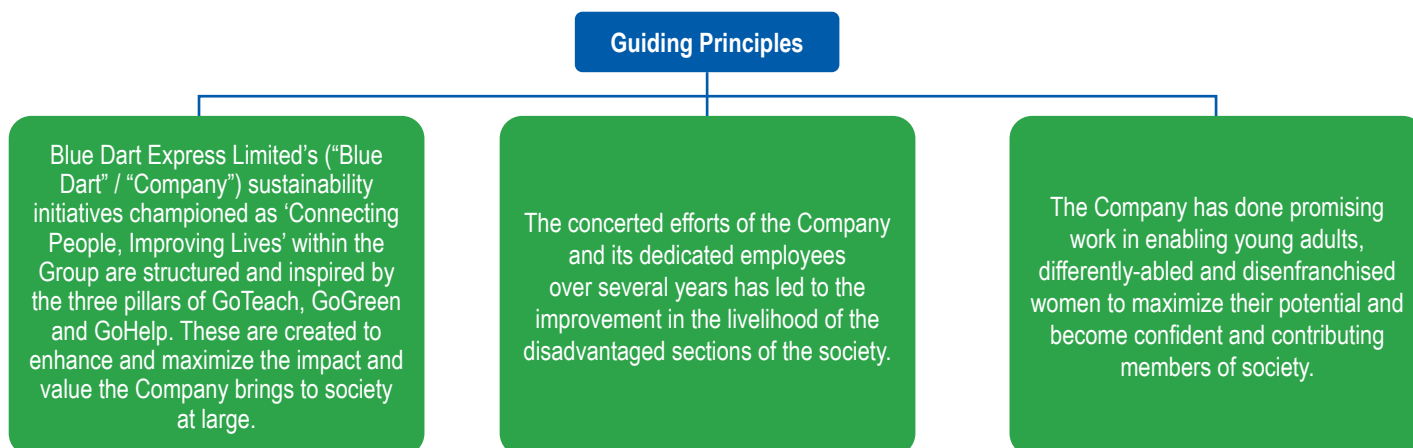 Guiding Principles
Blue Dart Express Limited’s (“Blue
Dart” / “Company”) sustainability
initiatives championed as ‘Connecting
People, Improving Lives’ within the
Group are structured and inspired by
the three pillars of GoTeach, GoGreen
and GoHelp. These are created to
enhance and maximize the impact and
value the Company brings to society
at large.
The concerted efforts of the Company
and its dedicated employees
over several years has led to the
improvement in the livelihood of the
disadvantaged sections of the society.
The Company has done promising
work in enabling young adults,
differently-abled and disenfranchised
women to maximize their potential and
become confident and contributing
members of society.